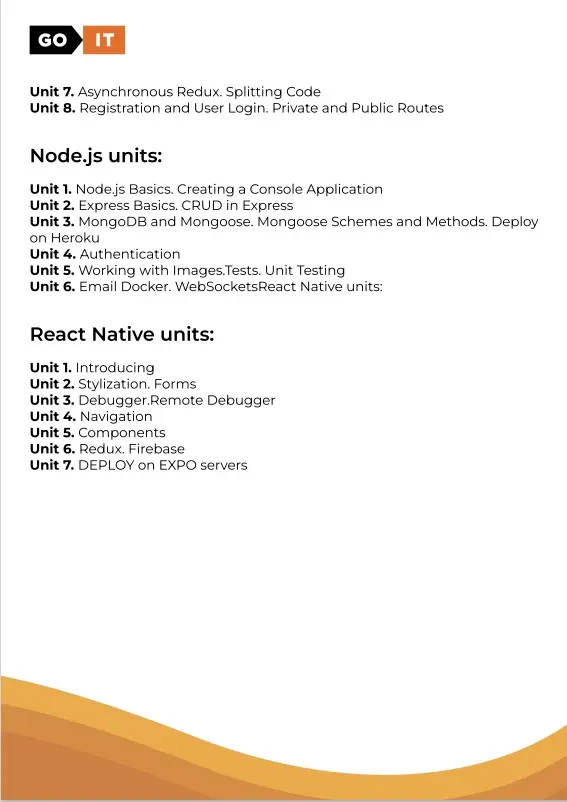 GO IT
Unit 7. Asynchronous Redux. Splitting Code
Unit 8. Registration and User Login. Private and Public Routes
Node.js units:
Unit 1. Node.js Basics. Creating a Console Application
Unit 2. Express Basics. CRUD in Express
Unit 3. MongoDB and Mongoose. Mongoose Schemes and Methods. Deploy
on Heroku
Unit 4. Authentication
Unit 5. Working with Images.Tests. Unit Testing
Unit 6. Email Docker. WebSocketsReact Native units:
React Native units:
Unit 1. Introducing
Unit 2. Stylization. Forms
Unit 3. Debugger.Remote Debugger
Unit 4. Navigation
Unit 5. Components
Unit 6. Redux. Firebase
Unit 7. DEPLOY on EXPO servers